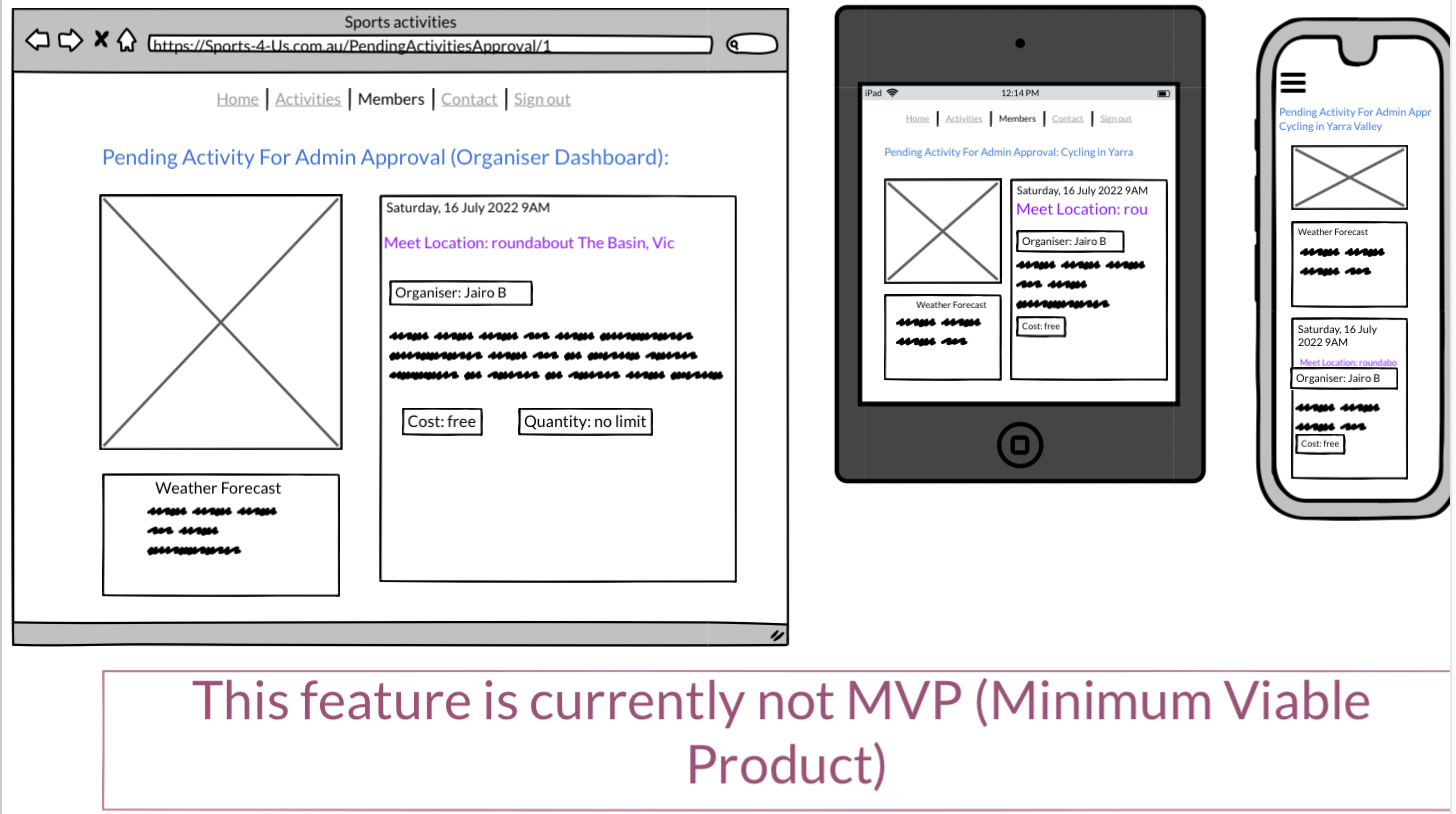 Sports activities
https://Sports-4-Us.com.au/PendingActivitiesApproval/1
Home | Activities | Members | Contact | Sign out
Pending Activity For Admin Approval (Organiser Dashboard):
Saturday, 16 July 2022 9AM
Meet Location: roundabout The Basin, Vic
Organiser: Jairo B
Cost: free
Quantity: no limit
Weather Forecast
iPad
12:14 PM
Home | Activities | Members | Contact | Sign out
Pending Activity For Admin Approval: Cycling in Yarra
Saturday, 16 July 2022 9AM
Meet Location: rou
Organiser: Jairo B
Cost: free
Weather Forecast
Pending Activity For Admin Appr
Cycling in Yarra Valley
Weather Forecast
Saturday, 16 July
2022 9AM
Meet Location: roundabo
Organiser: Jairo B
Cost: free
This feature is currently not MVP (Minimum Viable
Product)